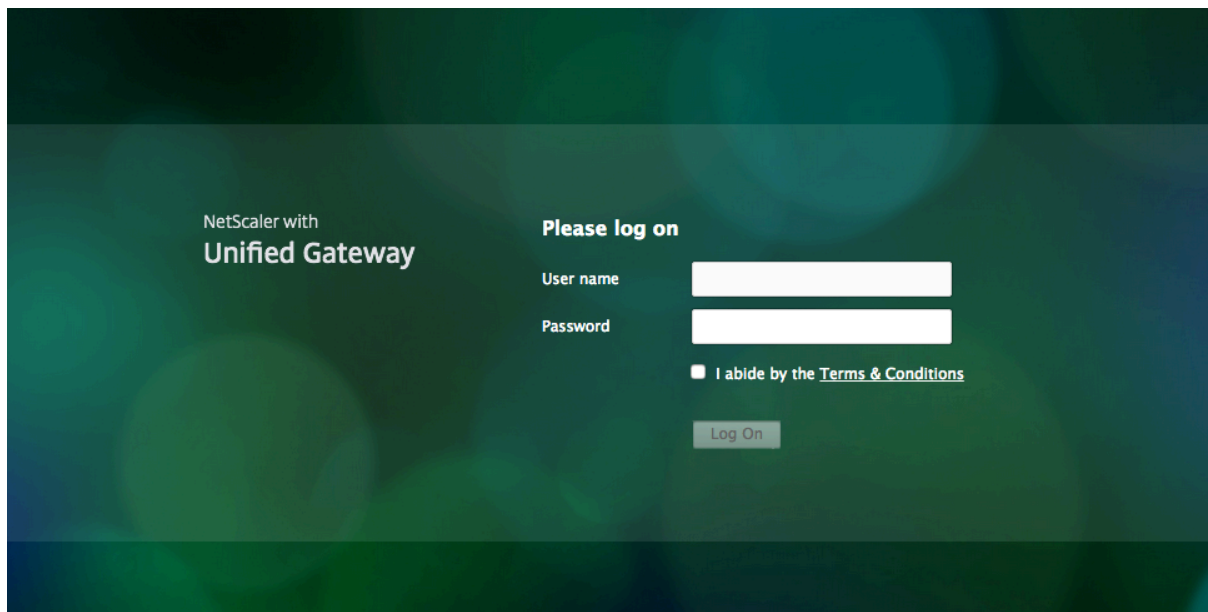 NetScaler with
Unified Gateway
Please log on
User name
Password
I abide by the Terms & Conditions
Log On